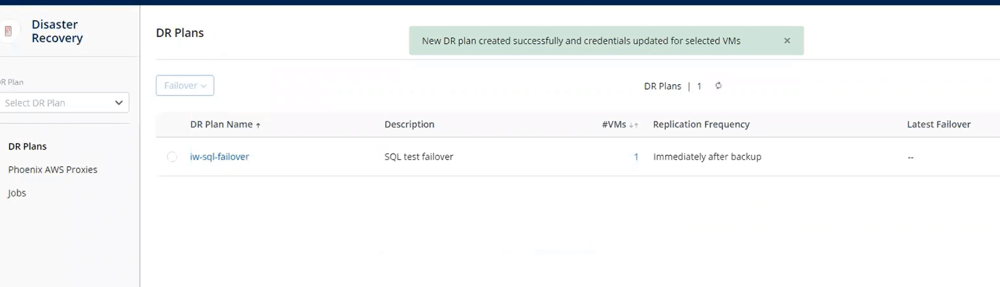 Disaster
Recovery
DR Plan
Select DR Plan
DR Plans
Phoenix AWS Proxies
Jobs
DR Plans
New DR plan created successfully and credentials updated for selected VMs ×
Failover
DR Plans | 1
DR Plan Name ↑ Description #VMs ↓↑ Replication Frequency Latest Failover
iw-sql-failover SQL test failover 1 Immediately after backup --